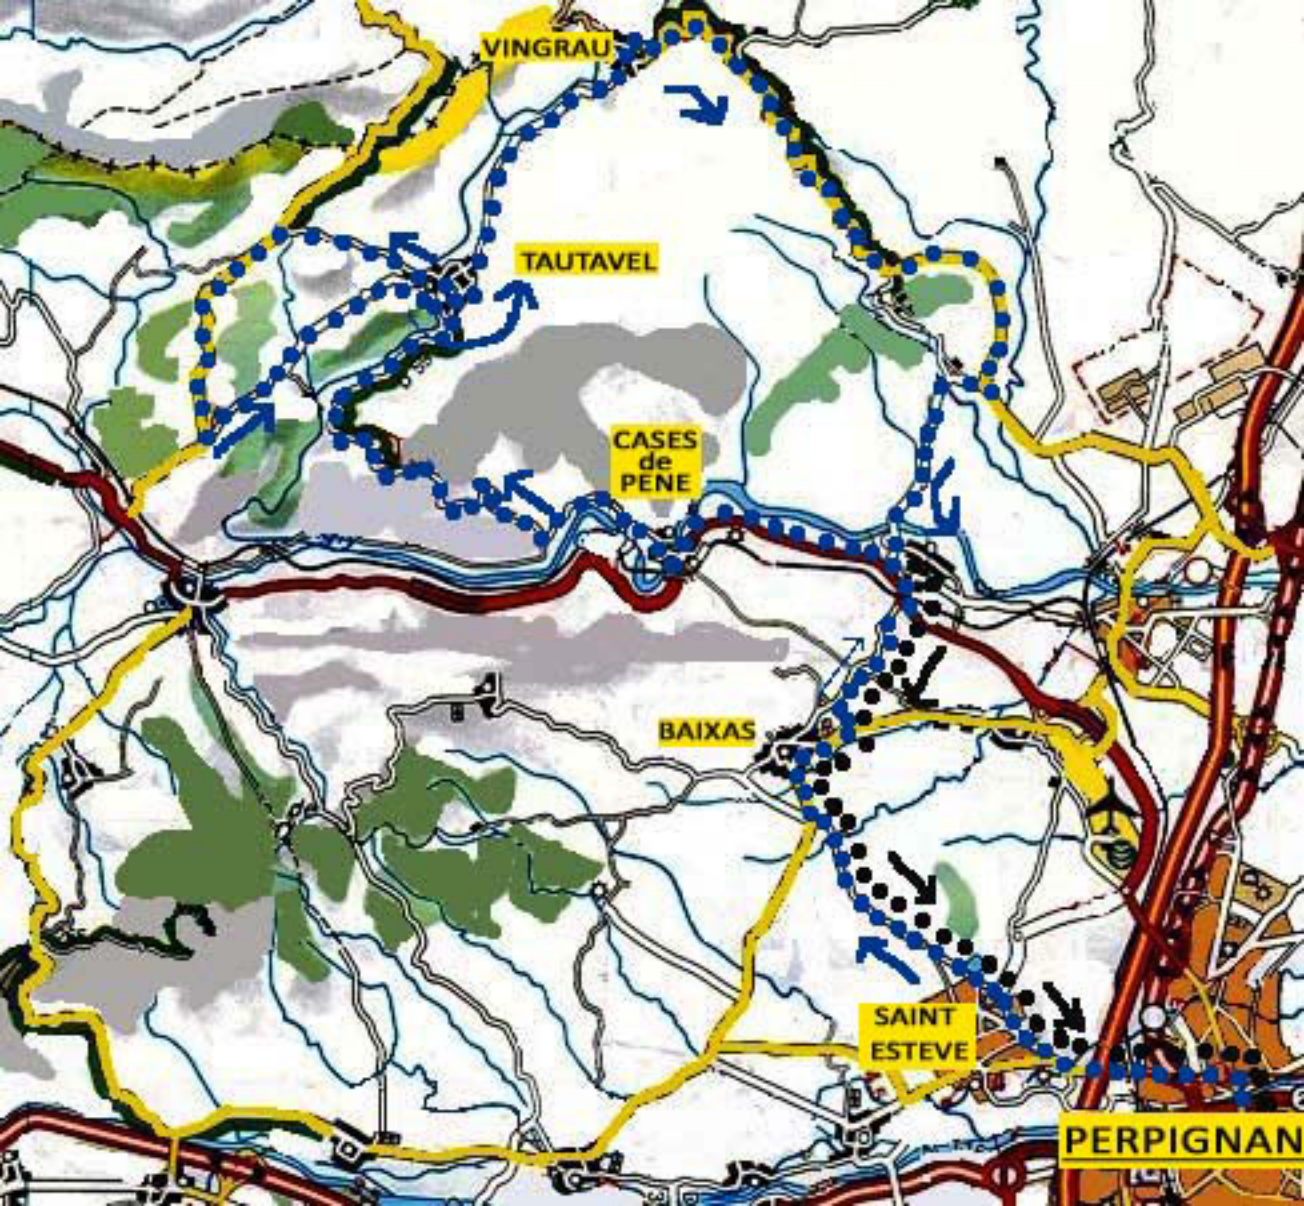 VINGRAU
TAUTAVEL
CASES
de
PENE
BAIXAS
SAINT
ESTEVE
PERPIGNAN